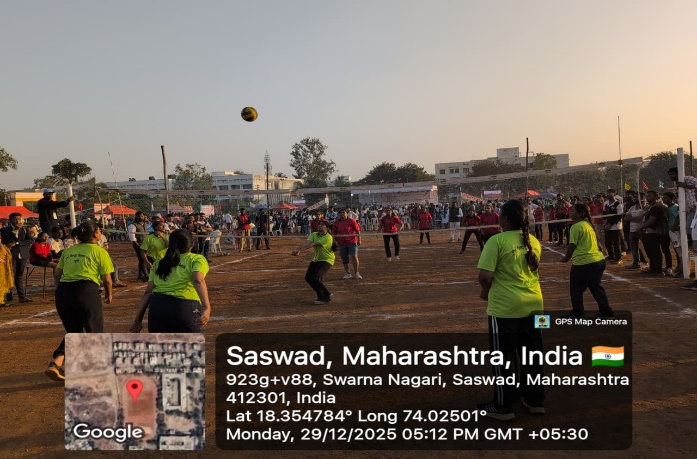 GPS Map Camera
Saswad, Maharashtra, India
923g+v88, Swarna Nagari, Saswad, Maharashtra
412301, India
Lat 18.354784° Long 74.02501°
Monday, 29/12/2025 05:12 PM GMT +05:30
Google